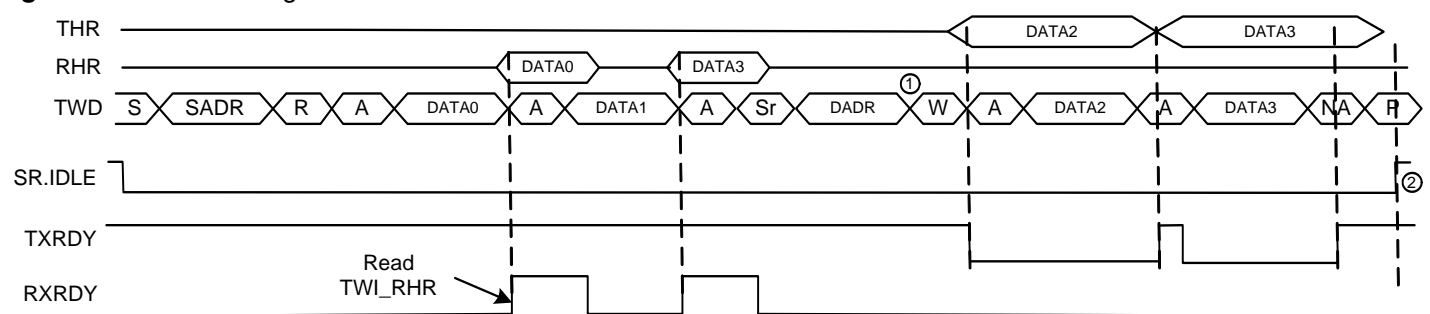 THR DATA2 DATA3
RHR DATA0 DATA3
①
TWD S SADR R A DATA0 A DATA1 A Sr DADR W A DATA2 A DATA3 NA P
SR.IDLE ②
TXRDY
Read
TWI_RHR
RXRDY